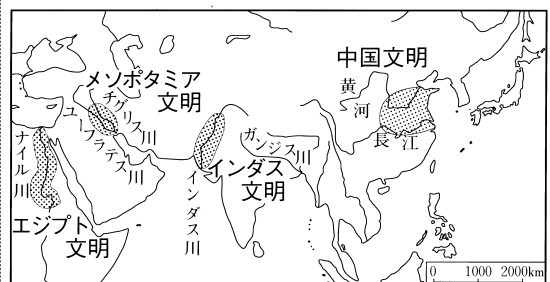 中国文明
メソポタミア
文明
黄河
チグリス川
ユーフラテス川
ガンジス川
長江
ナイル川
インダス
文明
インダス川
エジプト
文明
0 1000 2000km